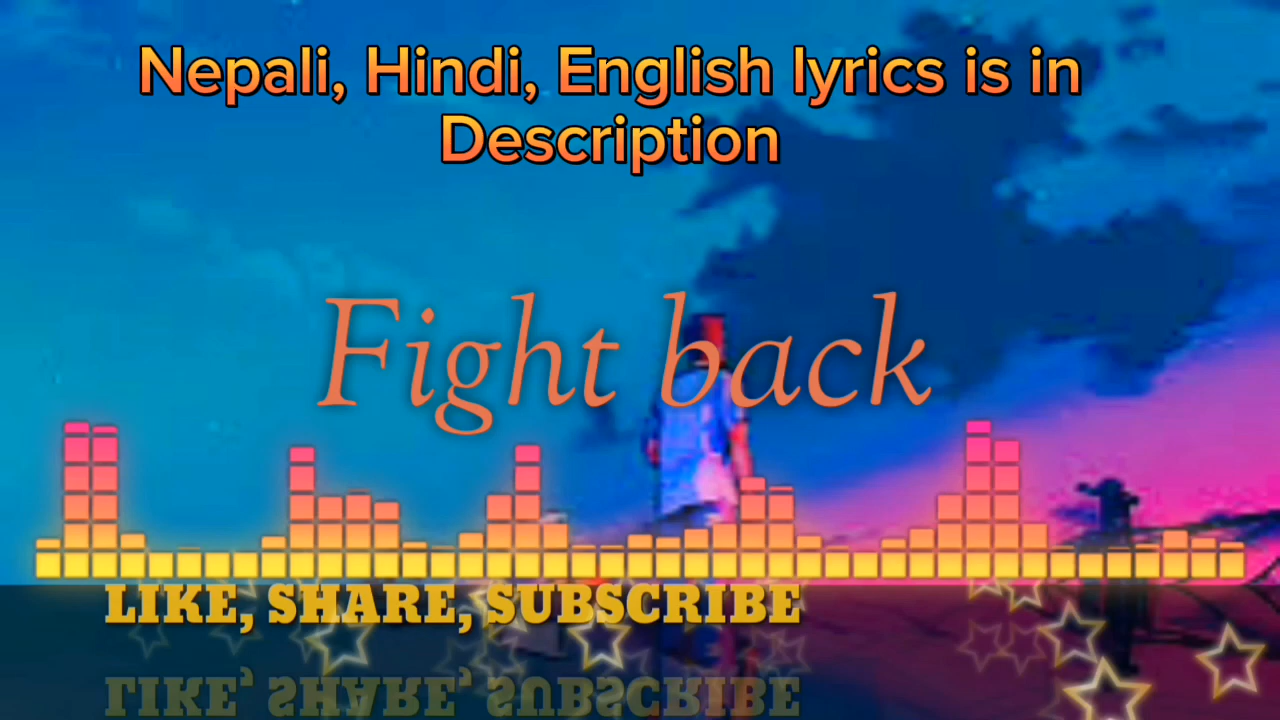 Nepali, Hindi, English lyrics is in
Description
Fight back
LIKE, SHARE, SUBSCRIBE